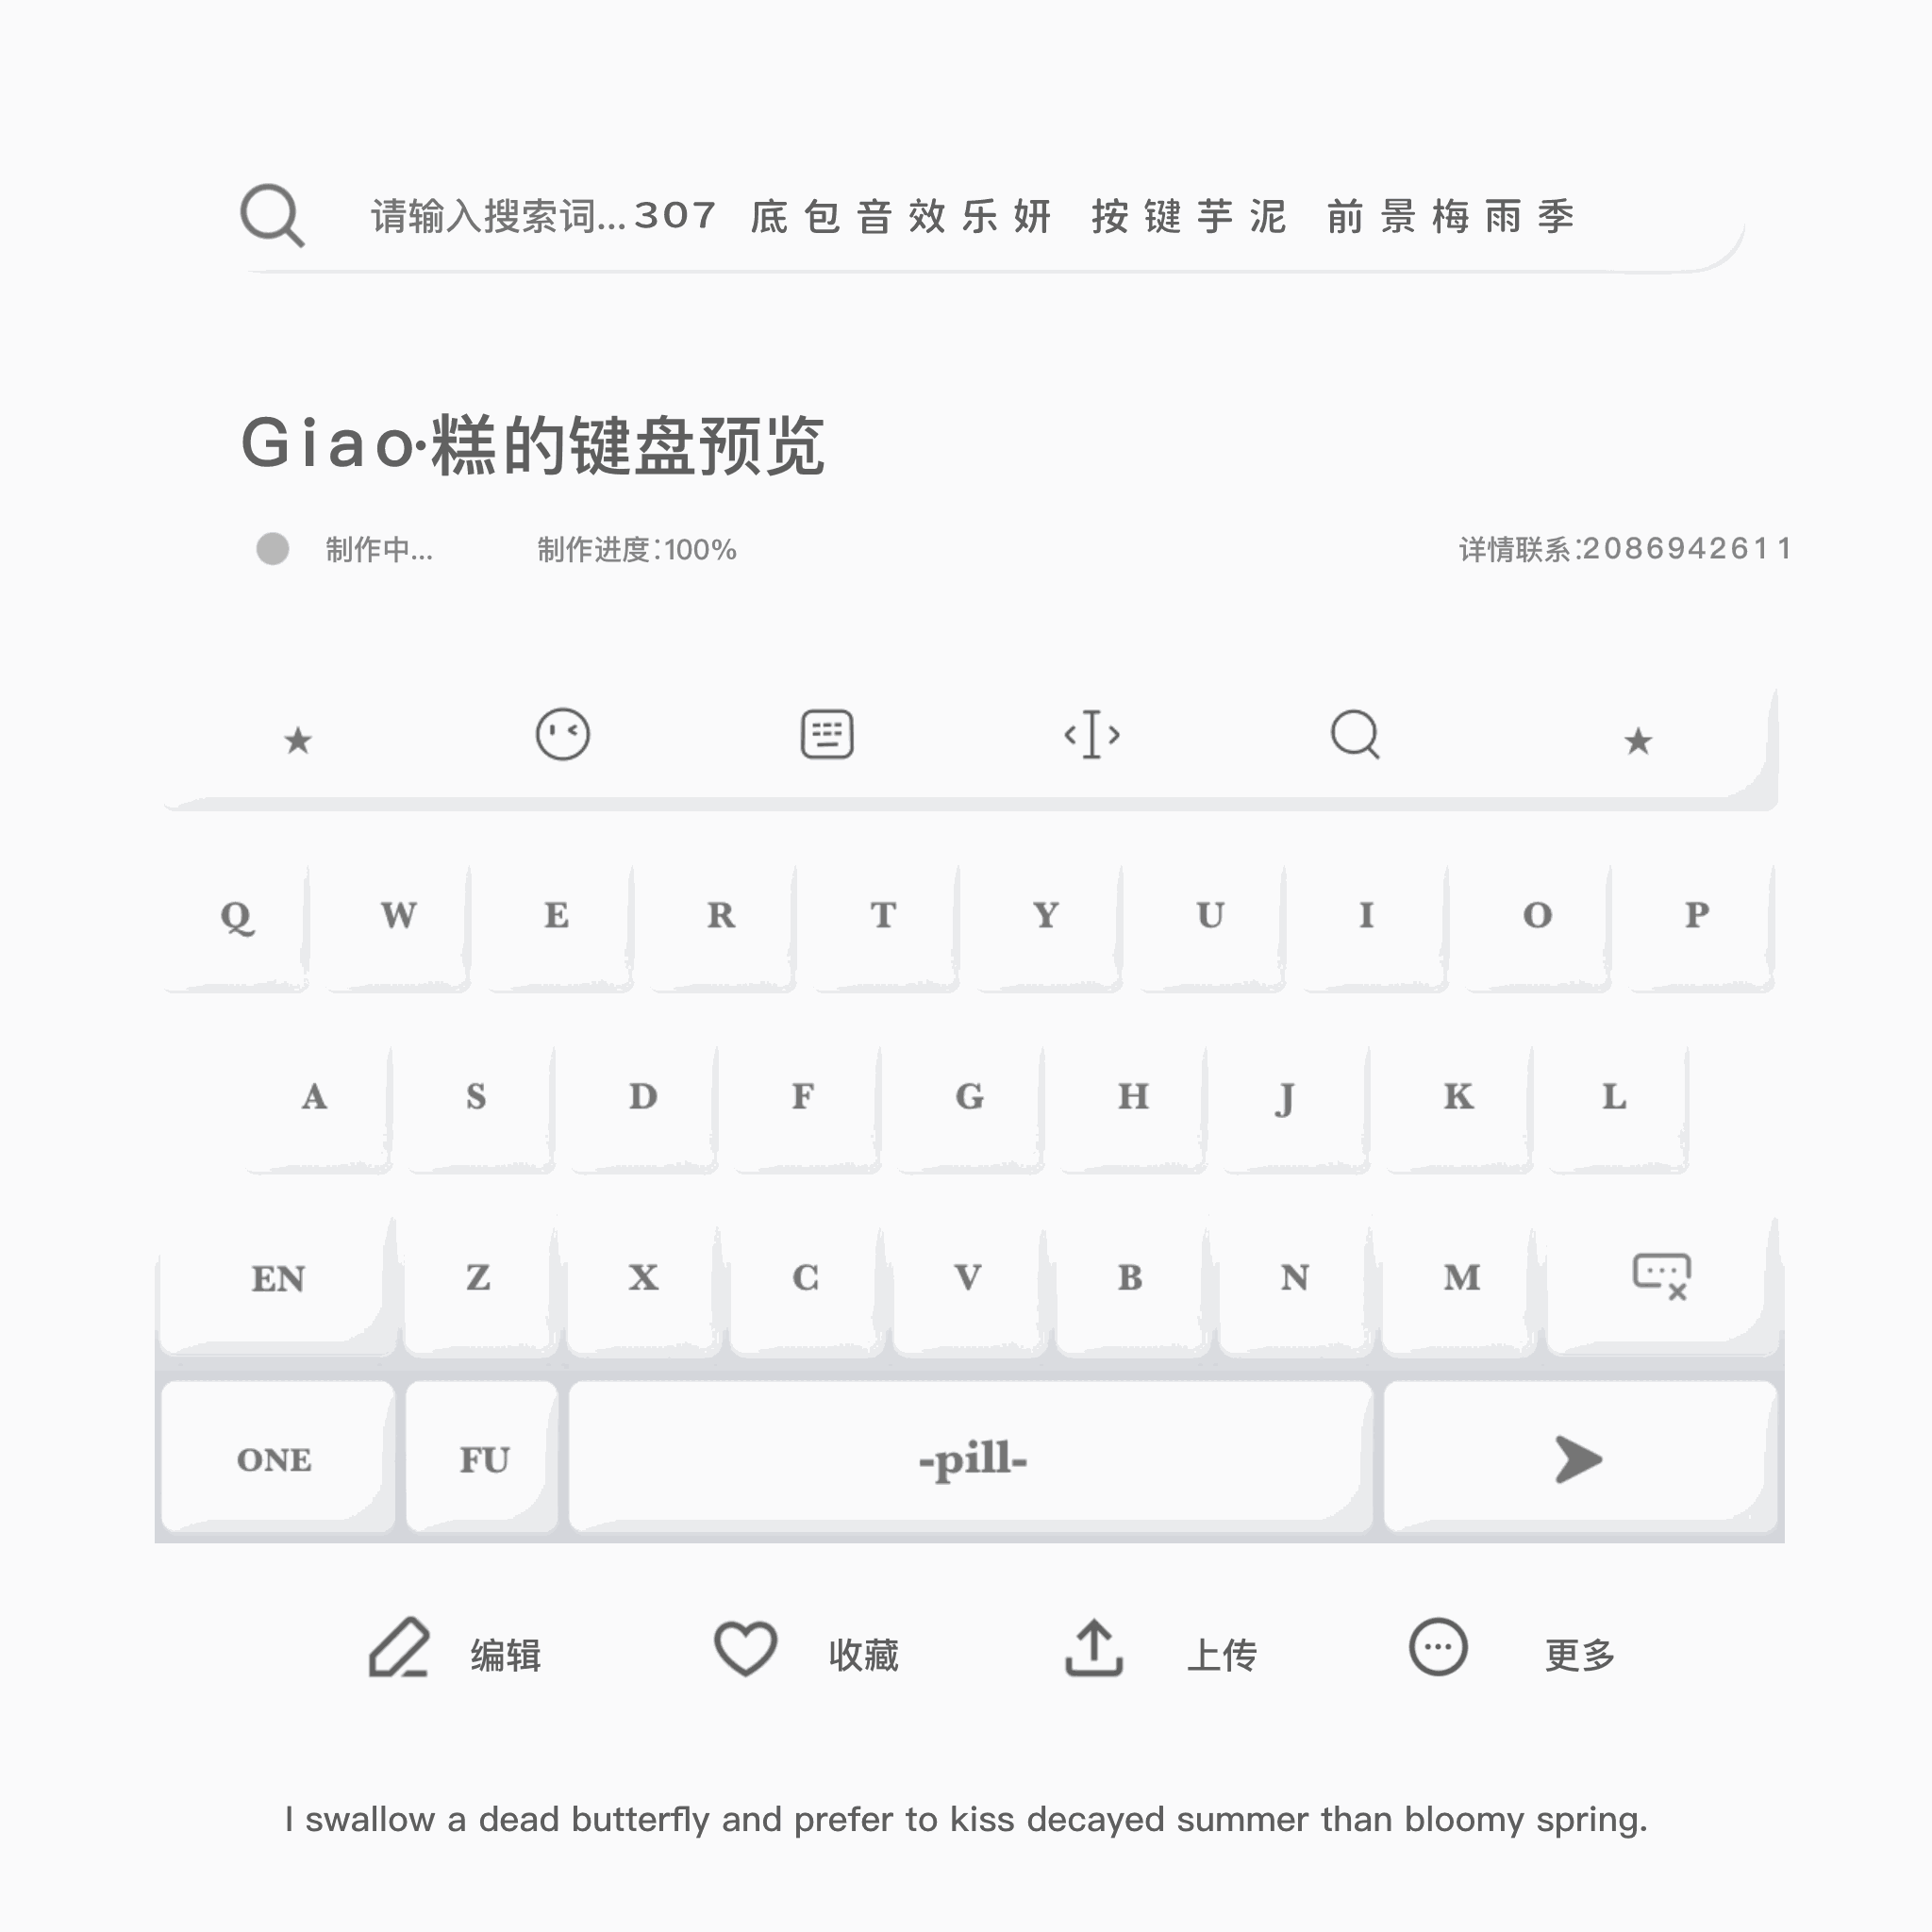 请输入搜索词...307 底包音效乐妍 按键芋泥 前景梅雨季
Giao·糕的键盘预览
制作中... 制作进度:100% 详情联系:2086942611
Q W E R T Y U I O P
A S D F G H J K L
EN Z X C V B N M
ONE FU -pill-
编辑 收藏 上传 更多
I swallow a dead butterfly and prefer to kiss decayed summer than bloomy spring.